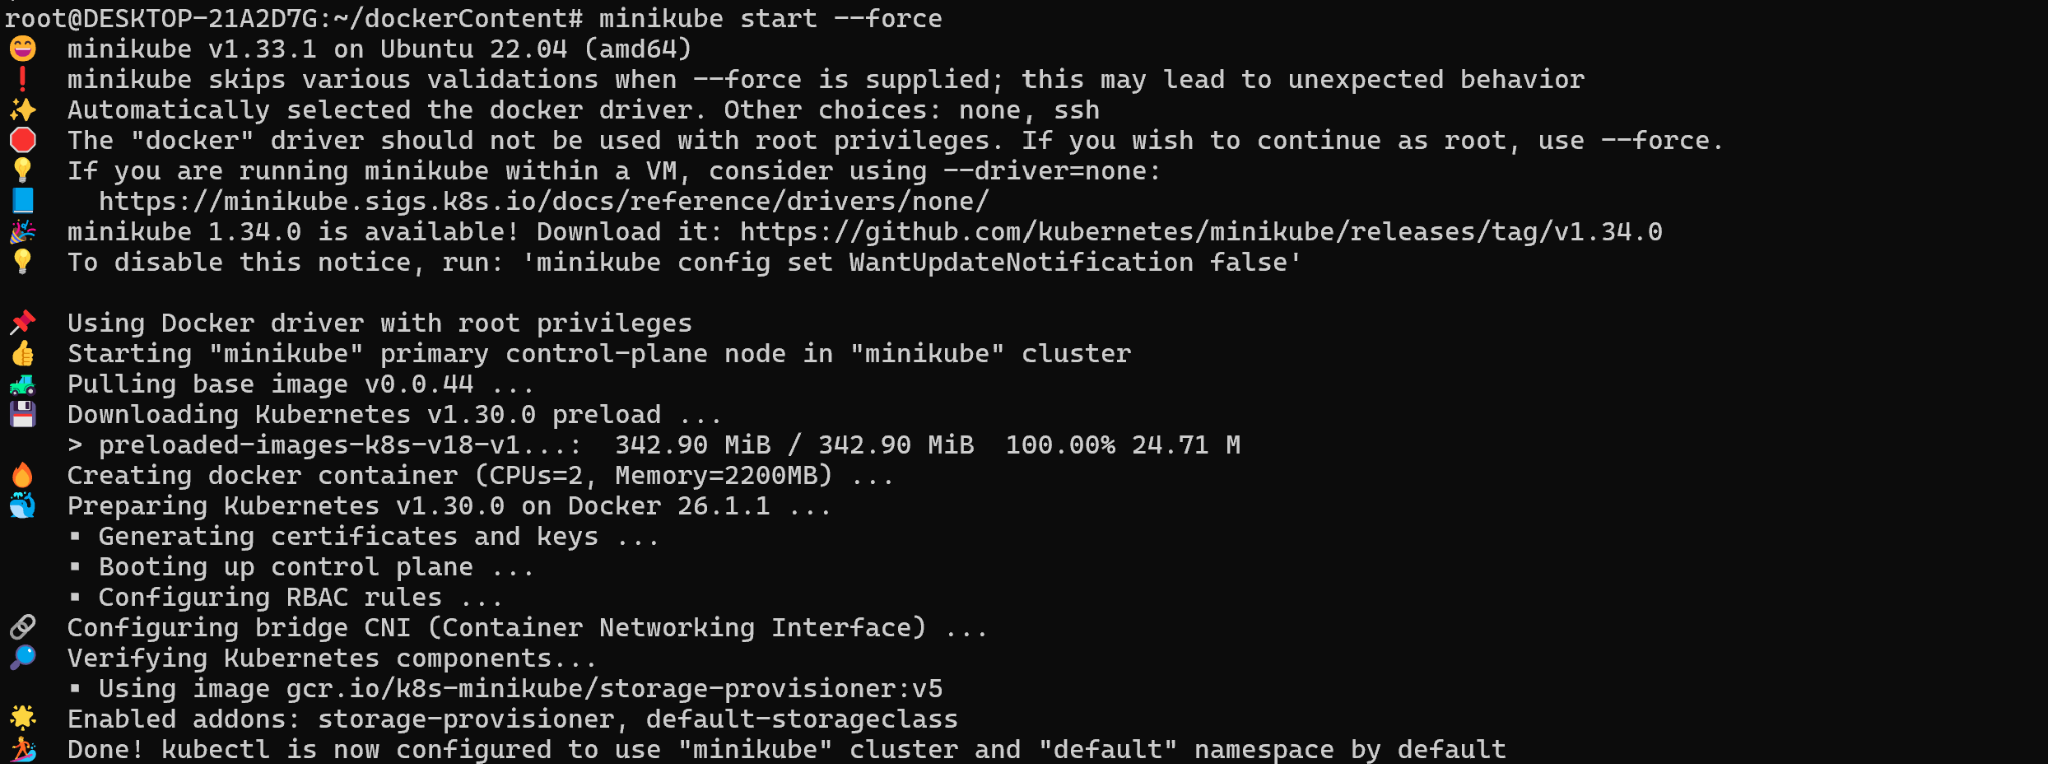 root@DESKTOP-21A2D7G:~/dockerContent# minikube start --force
😄  minikube v1.33.1 on Ubuntu 22.04 (amd64)
❗  minikube skips various validations when --force is supplied; this may lead to unexpected behavior
✨  Automatically selected the docker driver. Other choices: none, ssh
🛑  The "docker" driver should not be used with root privileges. If you wish to continue as root, use --force.
💡  If you are running minikube within a VM, consider using --driver=none:
📘    https://minikube.sigs.k8s.io/docs/reference/drivers/none/
🎉  minikube 1.34.0 is available! Download it: https://github.com/kubernetes/minikube/releases/tag/v1.34.0
💡  To disable this notice, run: 'minikube config set WantUpdateNotification false'

📌  Using Docker driver with root privileges
👍  Starting "minikube" primary control-plane node in "minikube" cluster
🚜  Pulling base image v0.0.44 ...
💾  Downloading Kubernetes v1.30.0 preload ...
    > preloaded-images-k8s-v18-v1...:  342.90 MiB / 342.90 MiB  100.00% 24.71 M
🔥  Creating docker container (CPUs=2, Memory=2200MB) ...
🐳  Preparing Kubernetes v1.30.0 on Docker 26.1.1 ...
    ▪ Generating certificates and keys ...
    ▪ Booting up control plane ...
    ▪ Configuring RBAC rules ...
🔗  Configuring bridge CNI (Container Networking Interface) ...
🔎  Verifying Kubernetes components...
    ▪ Using image gcr.io/k8s-minikube/storage-provisioner:v5
🌟  Enabled addons: storage-provisioner, default-storageclass
🏄  Done! kubectl is now configured to use "minikube" cluster and "default" namespace by default